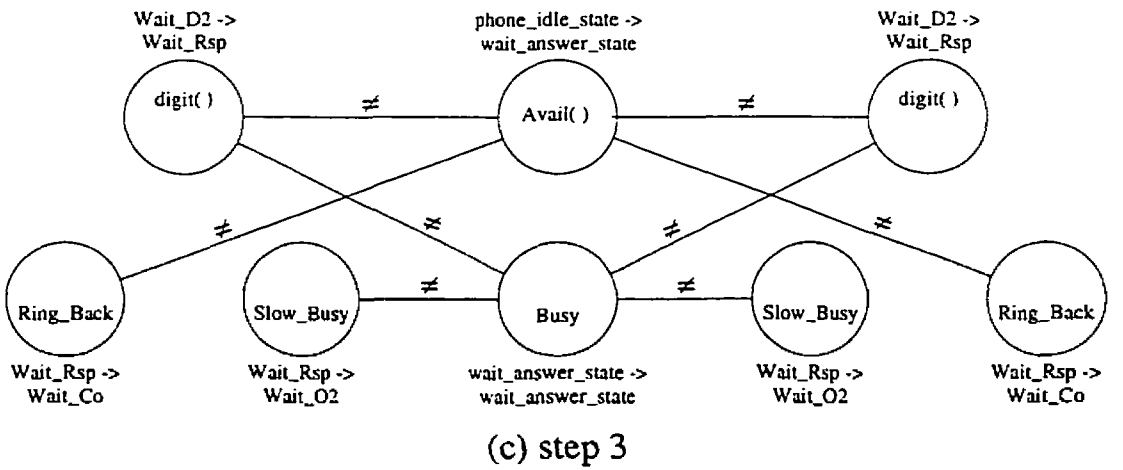 Wait_D2 ->
Wait_Rsp
phone_idle_state ->
wait_answer_state
Wait_D2 ->
Wait_Rsp
digit( )
≠
Avail( )
≠
digit( )
≠
≠
≠
≠
Ring_Back
Slow_Busy
≠
Busy
≠
Slow_Busy
Ring_Back
Wait_Rsp ->
Wait_Co
Wait_Rsp ->
Wait_O2
wait_answer_state ->
wait_answer_state
Wait_Rsp ->
Wait_O2
Wait_Rsp ->
Wait_Co
(c) step 3